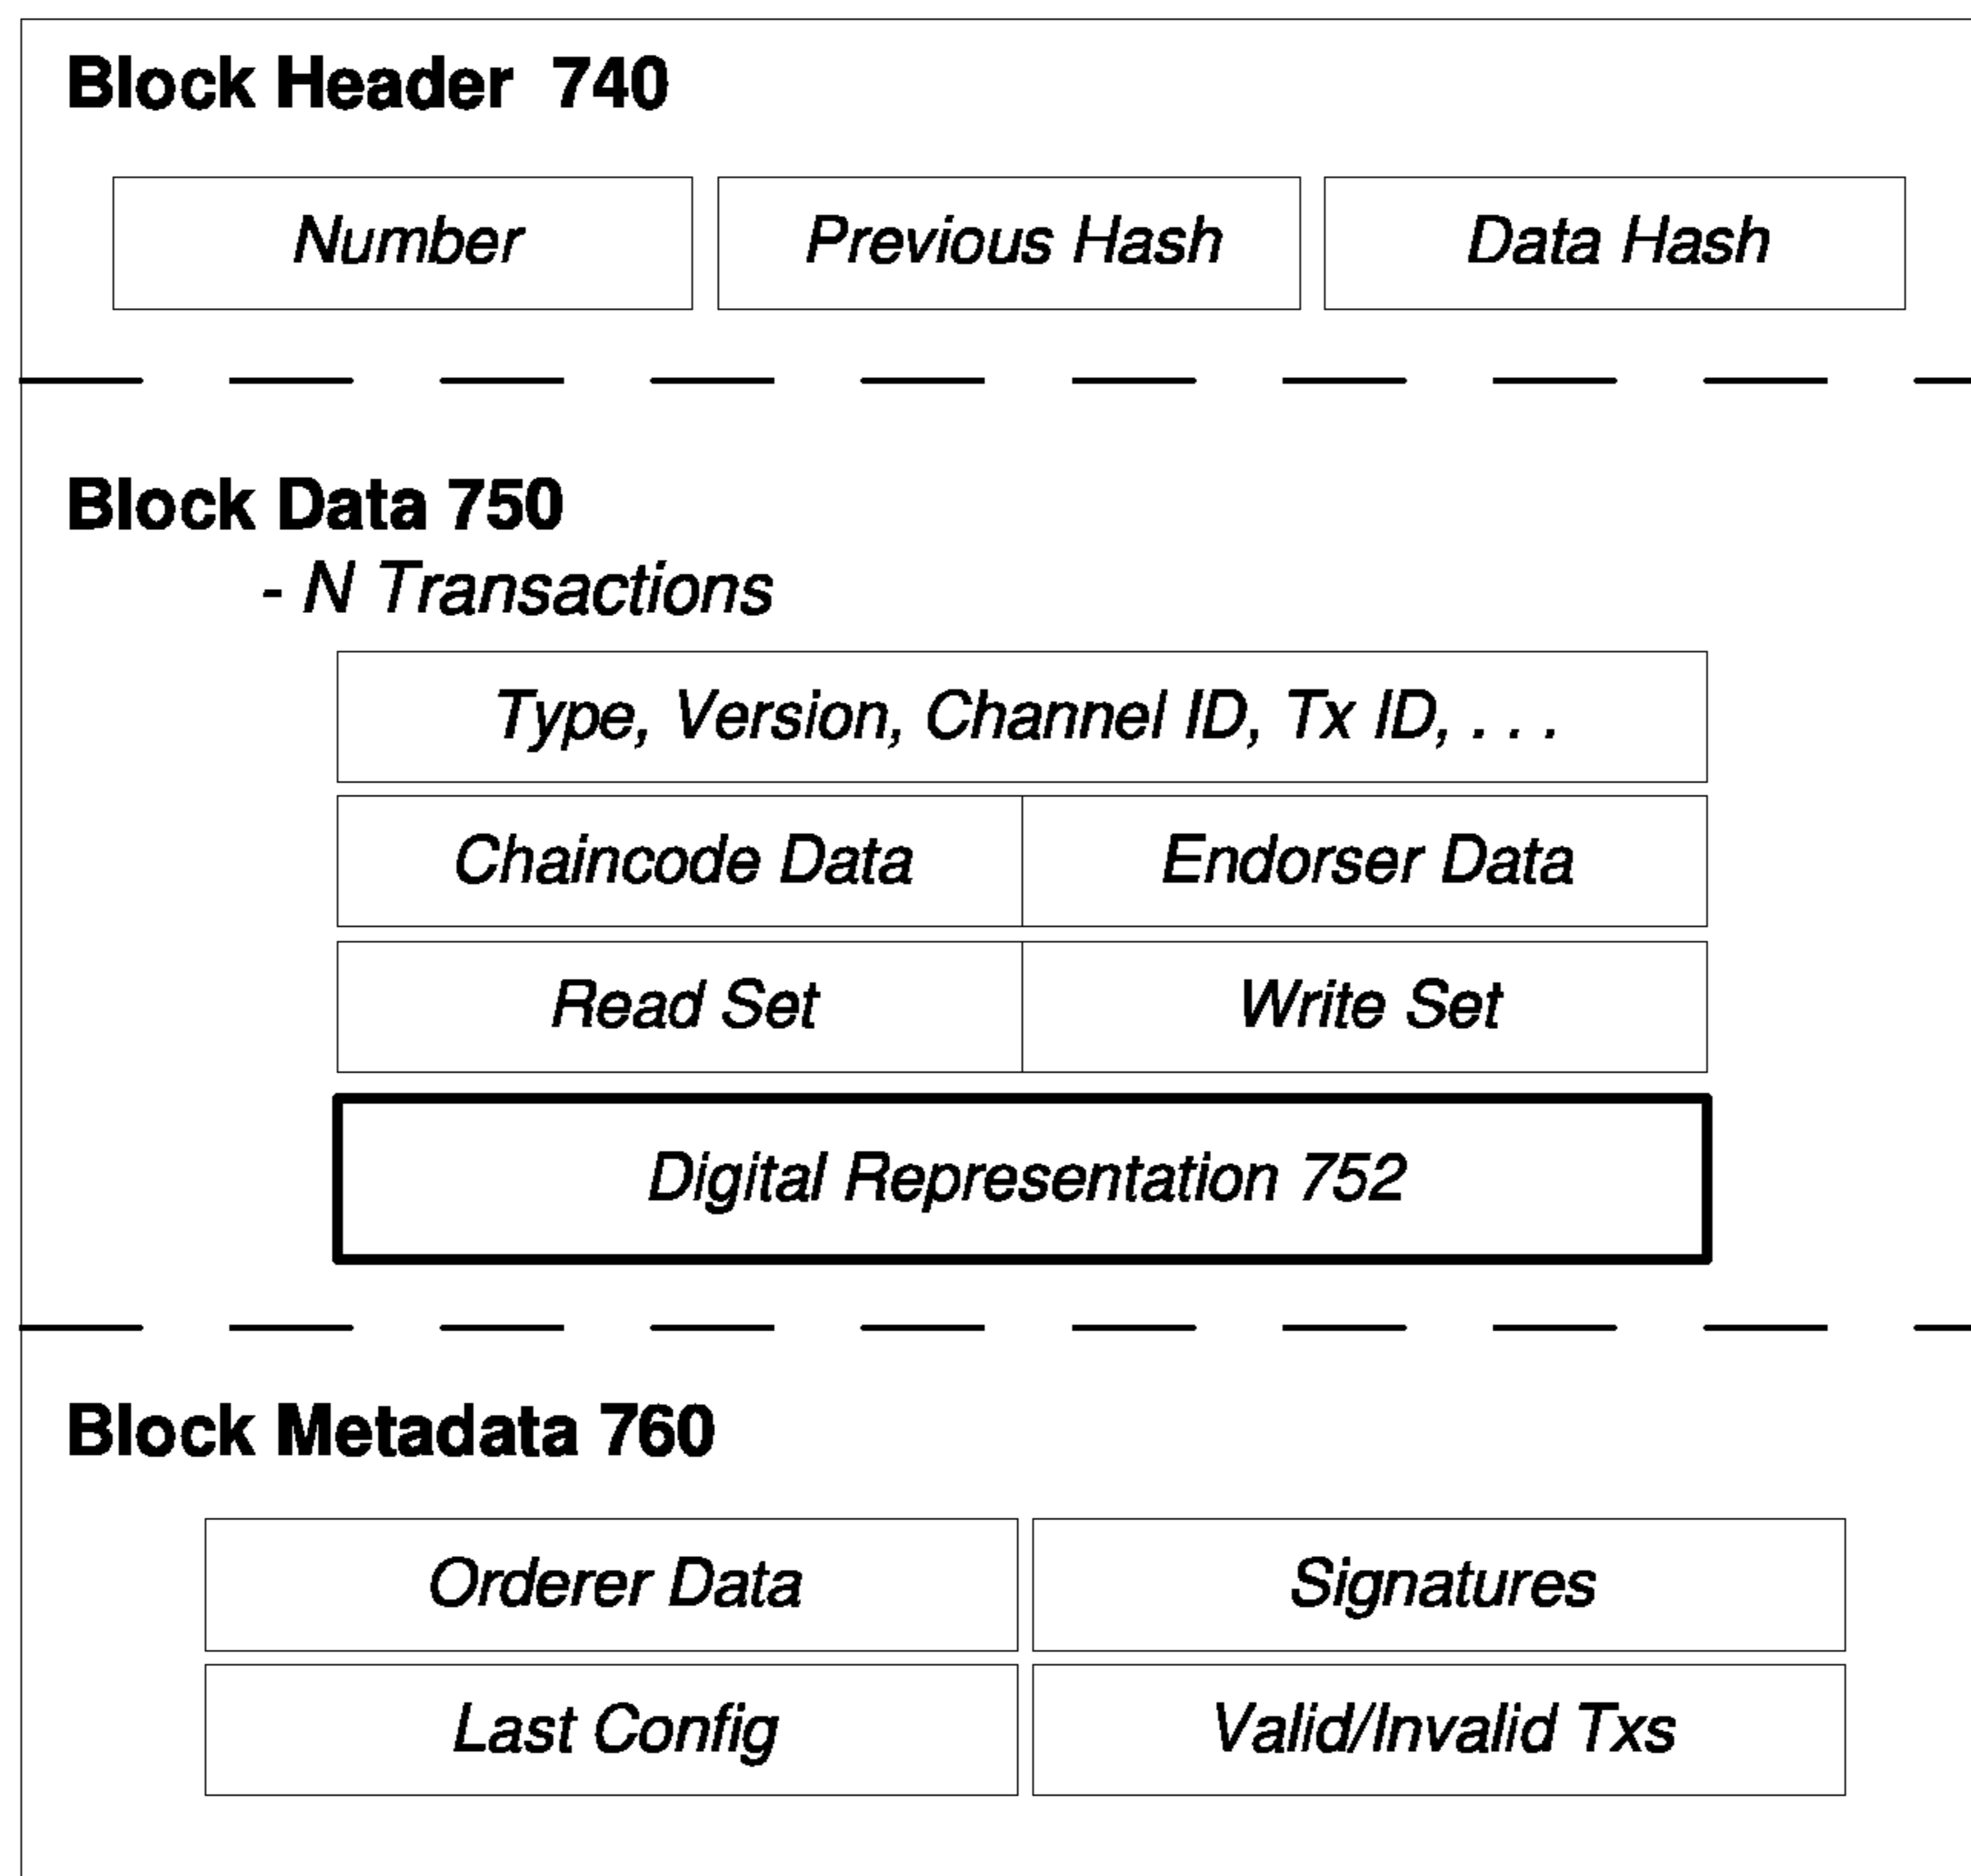 Block Header 740
Number Previous Hash Data Hash
Block Data 750
- N Transactions
Type, Version, Channel ID, Tx ID, . . .
Chaincode Data Endorser Data
Read Set Write Set
Digital Representation 752
Block Metadata 760
Orderer Data Signatures
Last Config Valid/Invalid Txs